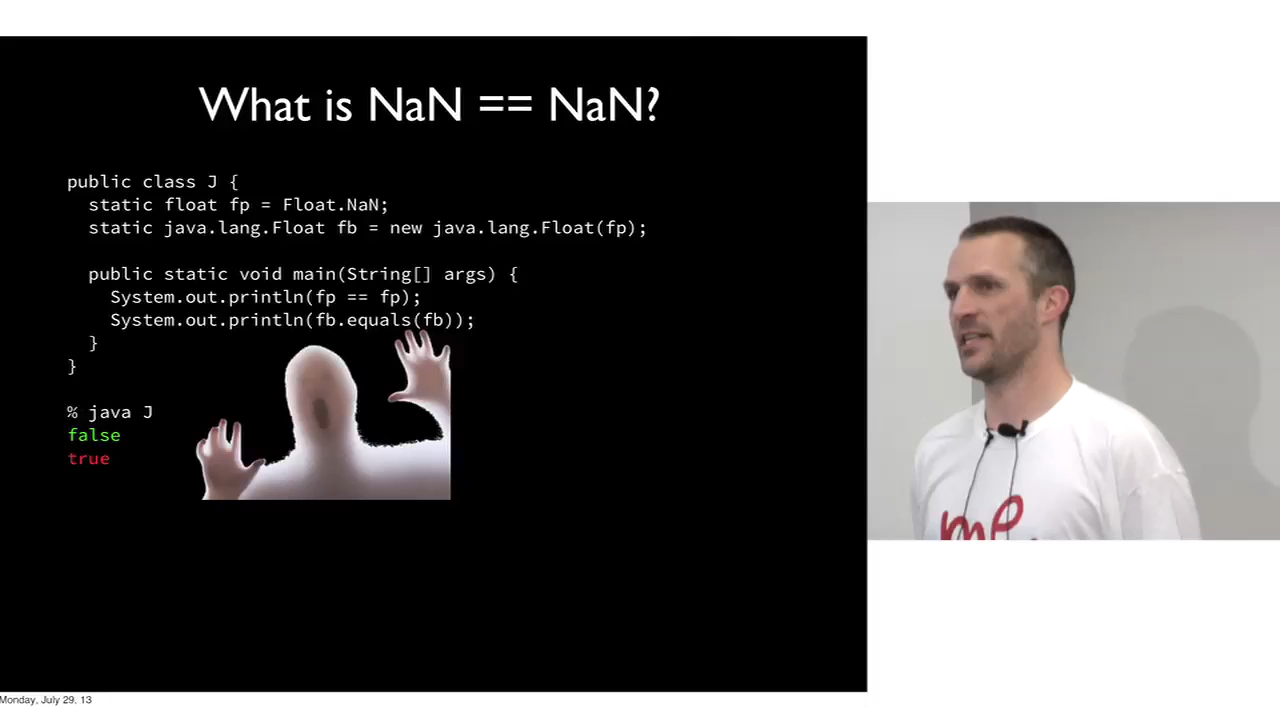 What is NaN == NaN?
public class J {
static float fp = Float.NaN;
static java.lang.Float fb = new java.lang.Float(fp);
public static void main(String[] args) {
System.out.println(fp == fp);
System.out.println(fb.equals(fb));
}
}
% java J
false
true
Monday, July 29, 13